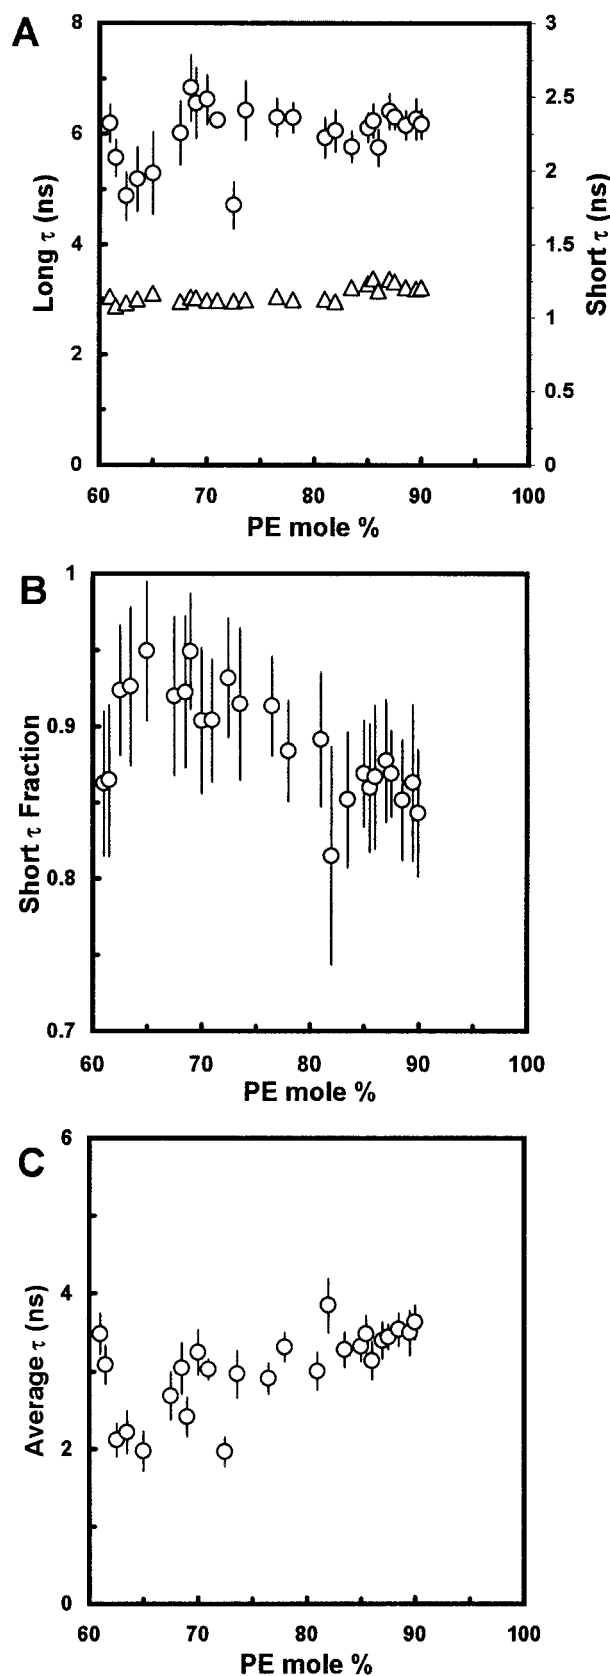 A
8
6
4
2
0
Long τ (ns)
3
2.5
2
1.5
1
0.5
0
Short τ (ns)
60 70 80 90 100
PE mole %
B
1
0.9
0.8
0.7
Short τ Fraction
60 70 80 90 100
PE mole %
C
6
4
2
0
Average τ (ns)
60 70 80 90 100
PE mole %